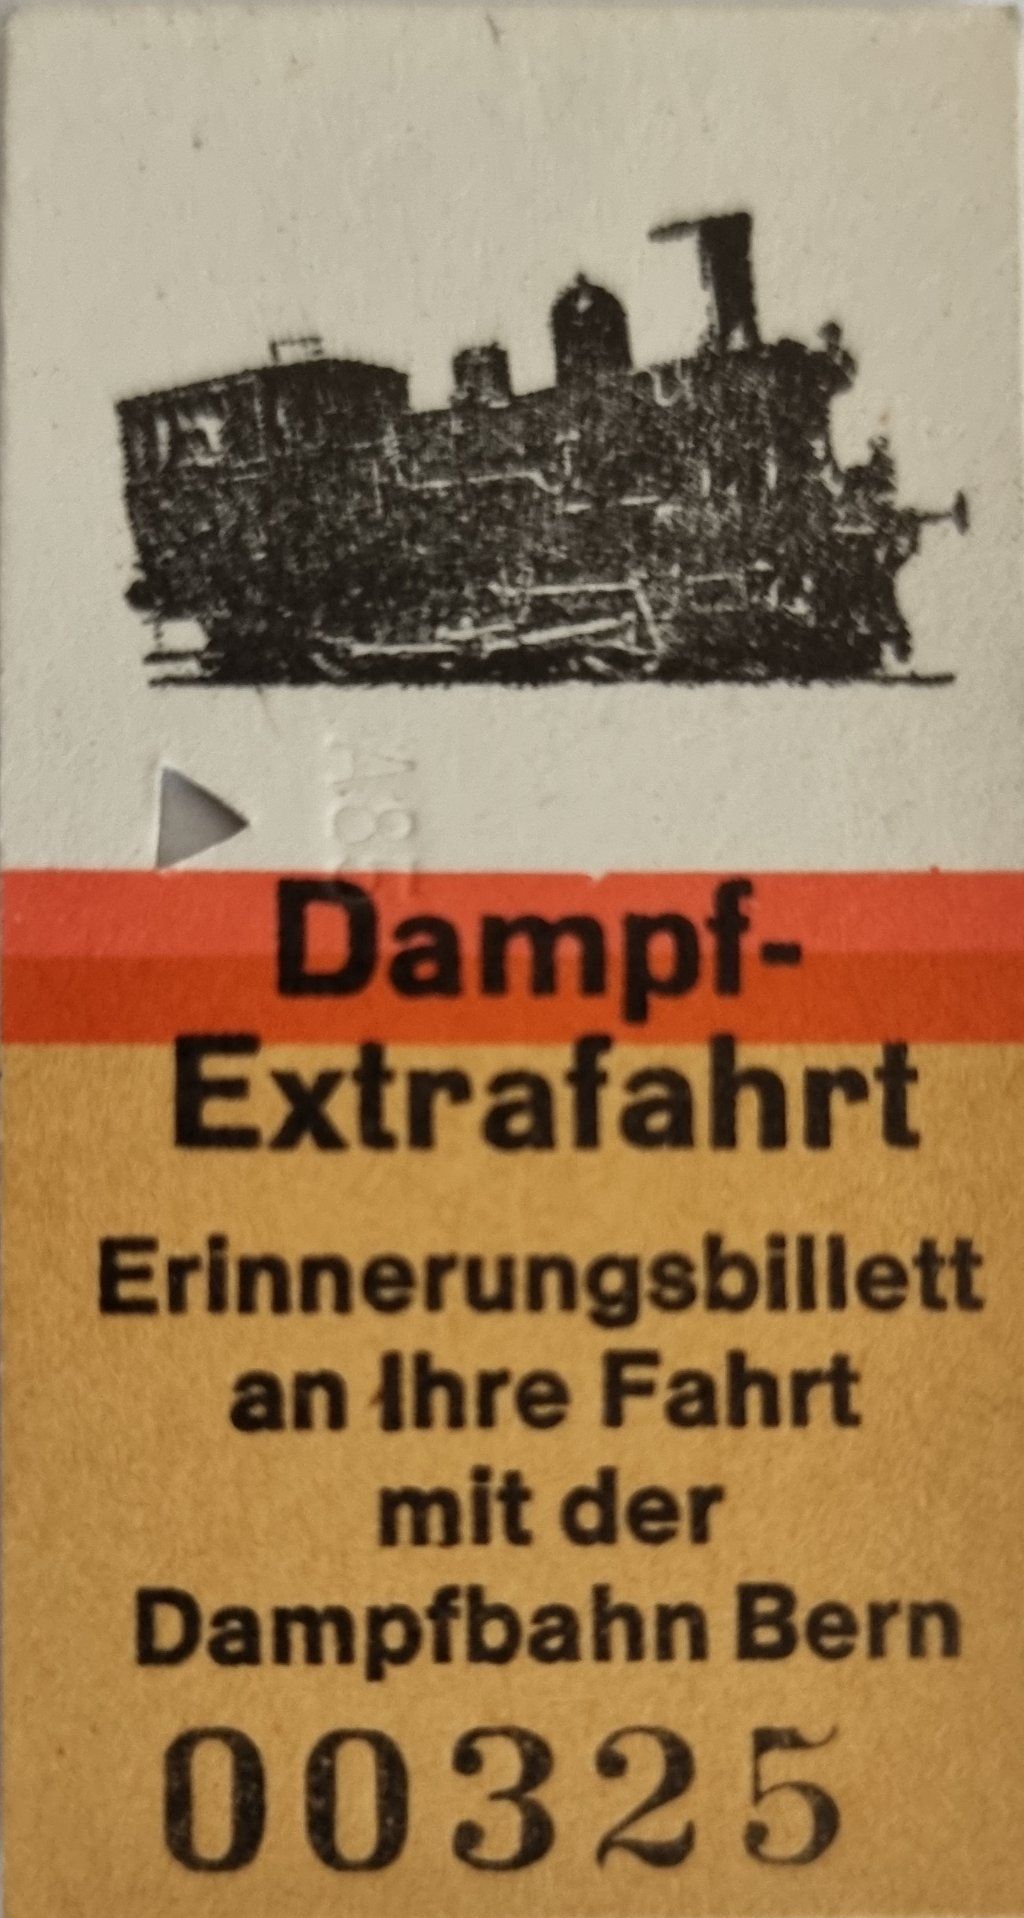 Dampf-
Extrafahrt
Erinnerungsbillett
an Ihre Fahrt
mit der
Dampfbahn Bern
00325